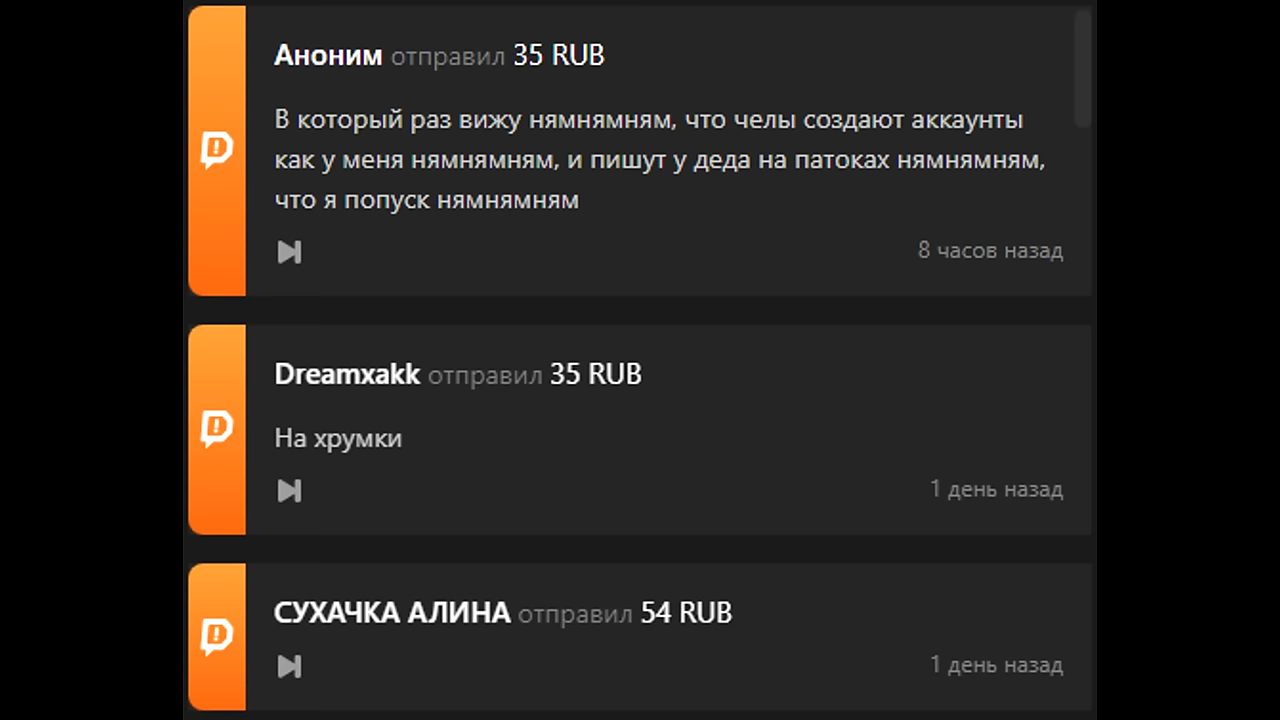 Аноним отправил 35 RUB
В который раз вижу нямнямням, что челы создают аккаунты
как у меня нямнямням, и пишут у деда на патоках нямнямням,
что я попуск нямнямням
8 часов назад
Dreamxakk отправил 35 RUB
На хрумки
1 день назад
СУХАЧКА АЛИНА отправил 54 RUB
1 день назад